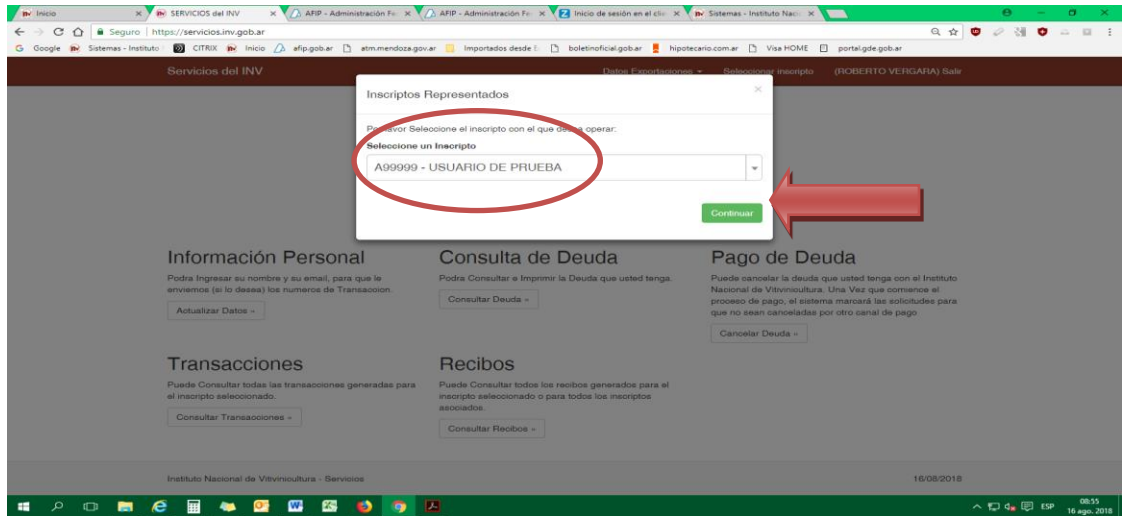 Inicio
SERVICIOS del INV
AFIP - Administración Fe
AFIP - Administración Fe
Inicio de sesión en el clie
Sistemas - Instituto Naci
Seguro | https://servicios.inv.gob.ar
Google
Sistemas - Instituto
CITRIX
Inicio
afip.gob.ar
atm.mendoza.gov.ar
Importados desde
boletinoficial.gob.ar
hipotecario.com.ar
Visa HOME
portal.gde.gob.ar
Servicios del INV
Datos Exportaciones
Seleccionar inscripto
(ROBERTO VERGARA) Salir
Inscriptos Representados
Por favor Seleccione el inscripto con el que desea operar:
Seleccione un Inscripto
A99999 - USUARIO DE PRUEBA
Continuar
Información Personal
Podra Ingresar su nombre y su email, para que le
enviemos (si lo desea) los numeros de Transaccion.
Actualizar Datos »
Consulta de Deuda
Podra Consultar e Imprimir la Deuda que usted tenga.
Consultar Deuda »
Pago de Deuda
Puede cancelar la deuda que usted tenga con el Instituto
Nacional de Vitivinicultura. Una Vez que comience el
proceso de pago, el sistema marcará las solicitudes para
que no sean canceladas por otro canal de pago
Cancelar Deuda »
Transacciones
Puede Consultar todas las transacciones generadas para
el inscripto seleccionado.
Consultar Transacciones »
Recibos
Puede Consultar todos los recibos generados para el
inscripto seleccionado o para todos los inscriptos
asociados.
Consultar Recibos »
Instituto Nacional de Vitivinicultura - Servicios
16/08/2018
ESP
08:55
16 ago. 2018